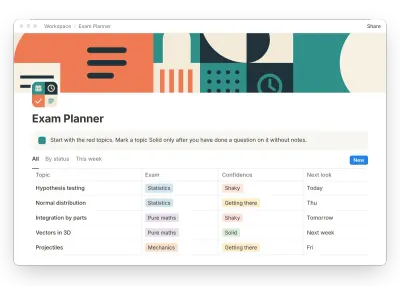 Workspace / Exam Planner
Share
Exam Planner
Start with the red topics. Mark a topic Solid only after you have done a question on it without notes.
All By status This week
New
Topic Exam Confidence Next look
Hypothesis testing Statistics Shaky Today
Normal distribution Statistics Getting there Thu
Integration by parts Pure maths Shaky Tomorrow
Vectors in 3D Pure maths Solid Next week
Projectiles Mechanics Getting there Fri